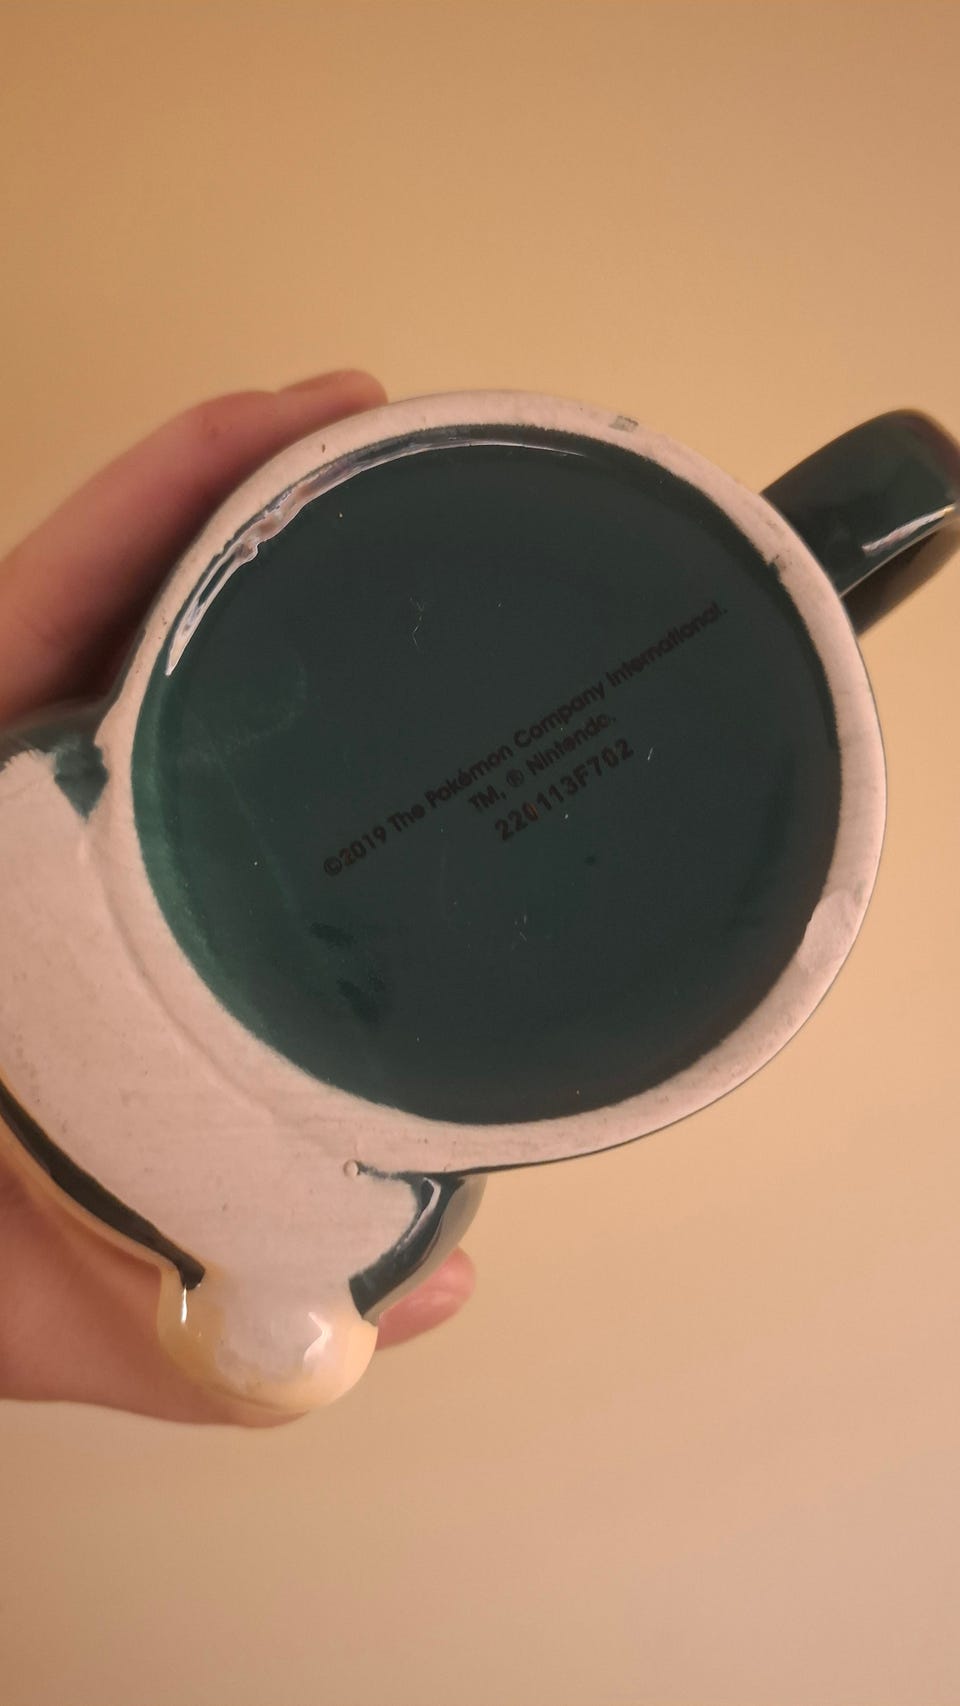 ©2019 The Pokémon Company International.
TM, ® Nintendo.
220113F702